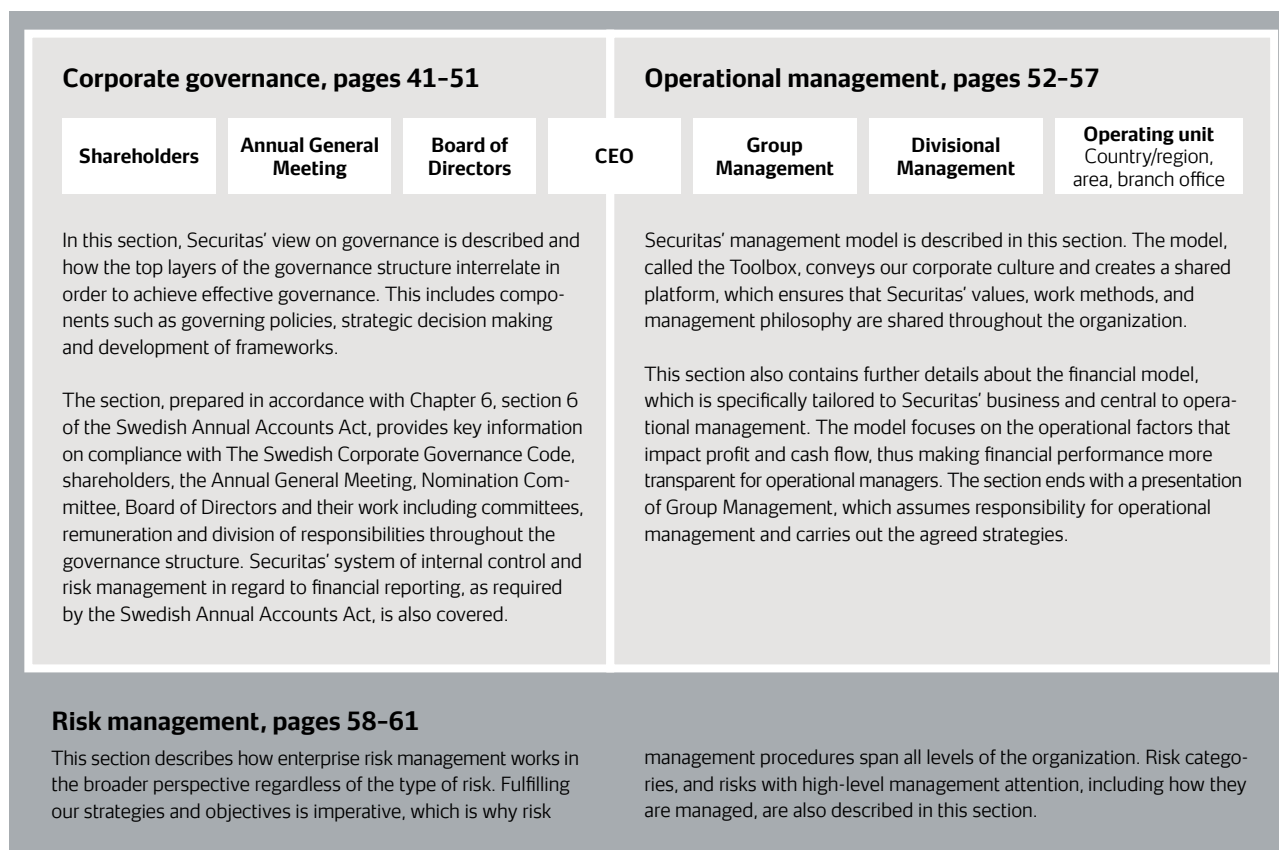 Corporate governance, pages 41–51
Operational management, pages 52–57
Shareholders
Annual General
Meeting
Board of
Directors
CEO
Group
Management
Divisional
Management
Operating unit
Country/region,
area, branch office
In this section, Securitas’ view on governance is described and
how the top layers of the governance structure interrelate in
order to achieve effective governance. This includes compo-
nents such as governing policies, strategic decision making
and development of frameworks.
The section, prepared in accordance with Chapter 6, section 6
of the Swedish Annual Accounts Act, provides key information
on compliance with The Swedish Corporate Governance Code,
shareholders, the Annual General Meeting, Nomination Com-
mittee, Board of Directors and their work including committees,
remuneration and division of responsibilities throughout the
governance structure. Securitas’ system of internal control and
risk management in regard to financial reporting, as required
by the Swedish Annual Accounts Act, is also covered.
Securitas’ management model is described in this section. The model,
called the Toolbox, conveys our corporate culture and creates a shared
platform, which ensures that Securitas’ values, work methods, and
management philosophy are shared throughout the organization.
This section also contains further details about the financial model,
which is specifically tailored to Securitas’ business and central to opera-
tional management. The model focuses on the operational factors that
impact profit and cash flow, thus making financial performance more
transparent for operational managers. The section ends with a presentation
of Group Management, which assumes responsibility for operational
management and carries out the agreed strategies.
Risk management, pages 58–61
This section describes how enterprise risk management works in
the broader perspective regardless of the type of risk. Fulfilling
our strategies and objectives is imperative, which is why risk
management procedures span all levels of the organization. Risk catego-
ries, and risks with high-level management attention, including how they
are managed, are also described in this section.